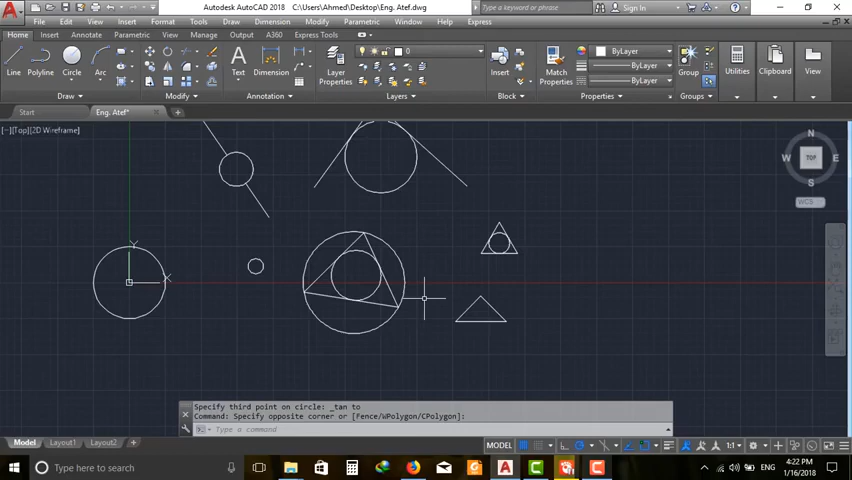 Autodesk AutoCAD 2018   C:\Users\Ahmed\Desktop\Eng. Atef.dwg
Type a keyword or phrase
Sign In
File Edit View Insert Format Tools Draw Dimension Modify Parametric Window Help Express
Home Insert Annotate Parametric View Manage Output A360 Express Tools
0
ByLayer
ByLayer
ByLayer
Line Polyline Circle Arc Text Dimension Layer Properties Insert Match Properties Group Utilities Clipboard View
Draw Modify Annotation Layers Block Properties Groups
Start Eng. Atef*
[−][Top][2D Wireframe]
N
W TOP E
S
WCS
Y
X
Specify third point on circle: _tan to
Command: Specify opposite corner or [Fence/WPolygon/CPolygon]:
Type a command
Model Layout1 Layout2 +
MODEL 1:1
Type here to search
ENG
4:22 PM
1/16/2018